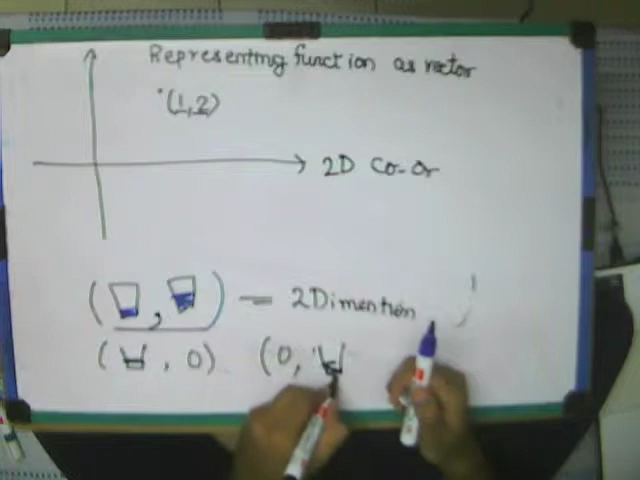 Representing function as vector
(1,2)
2D Co-or
( , ) = 2Dimention
( , 0) (0,